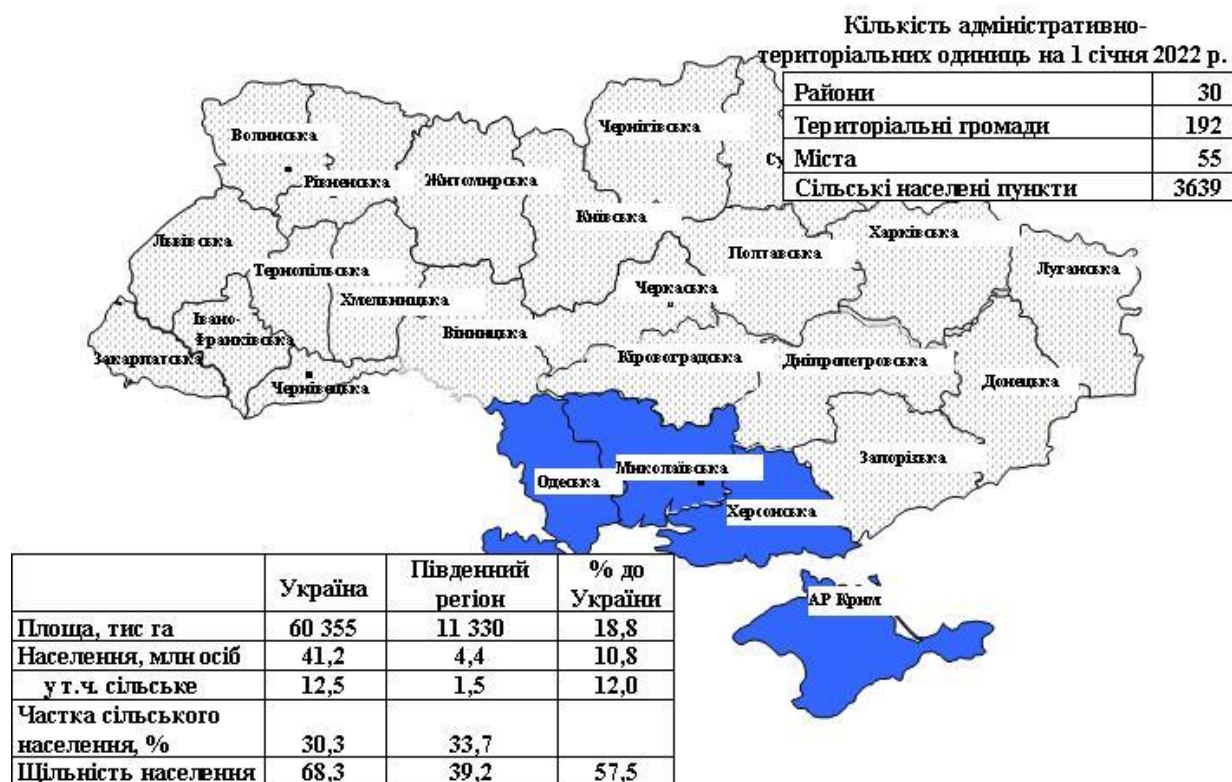 Кількість адміністративно-
територіальних одиниць на 1 січня 2022 р.
Райони 30
Територіальні громади 192
Міста 55
Сільські населені пункти 3639
Чернігівська
Волинська
Су
Рівненська
Житомирська
Київська
Харківська
Львівська
Полтавська
Тернопільська
Луганська
Хмельницька
Черкаська
Івано-
Франківська
Вінницька
Закарпатська
Кіровоградська
Дніпропетровська
Чернівецька
Донецька
Запорізька
Миколаївська
Одеська
Херсонська
АР Крим
Україна Південний регіон % до України
Площа, тис га 60 355 11 330 18,8
Населення, млн осіб 41,2 4,4 10,8
у т.ч. сільське 12,5 1,5 12,0
Частка сільського
населення, % 30,3 33,7
Щільність населення 68,3 39,2 57,5